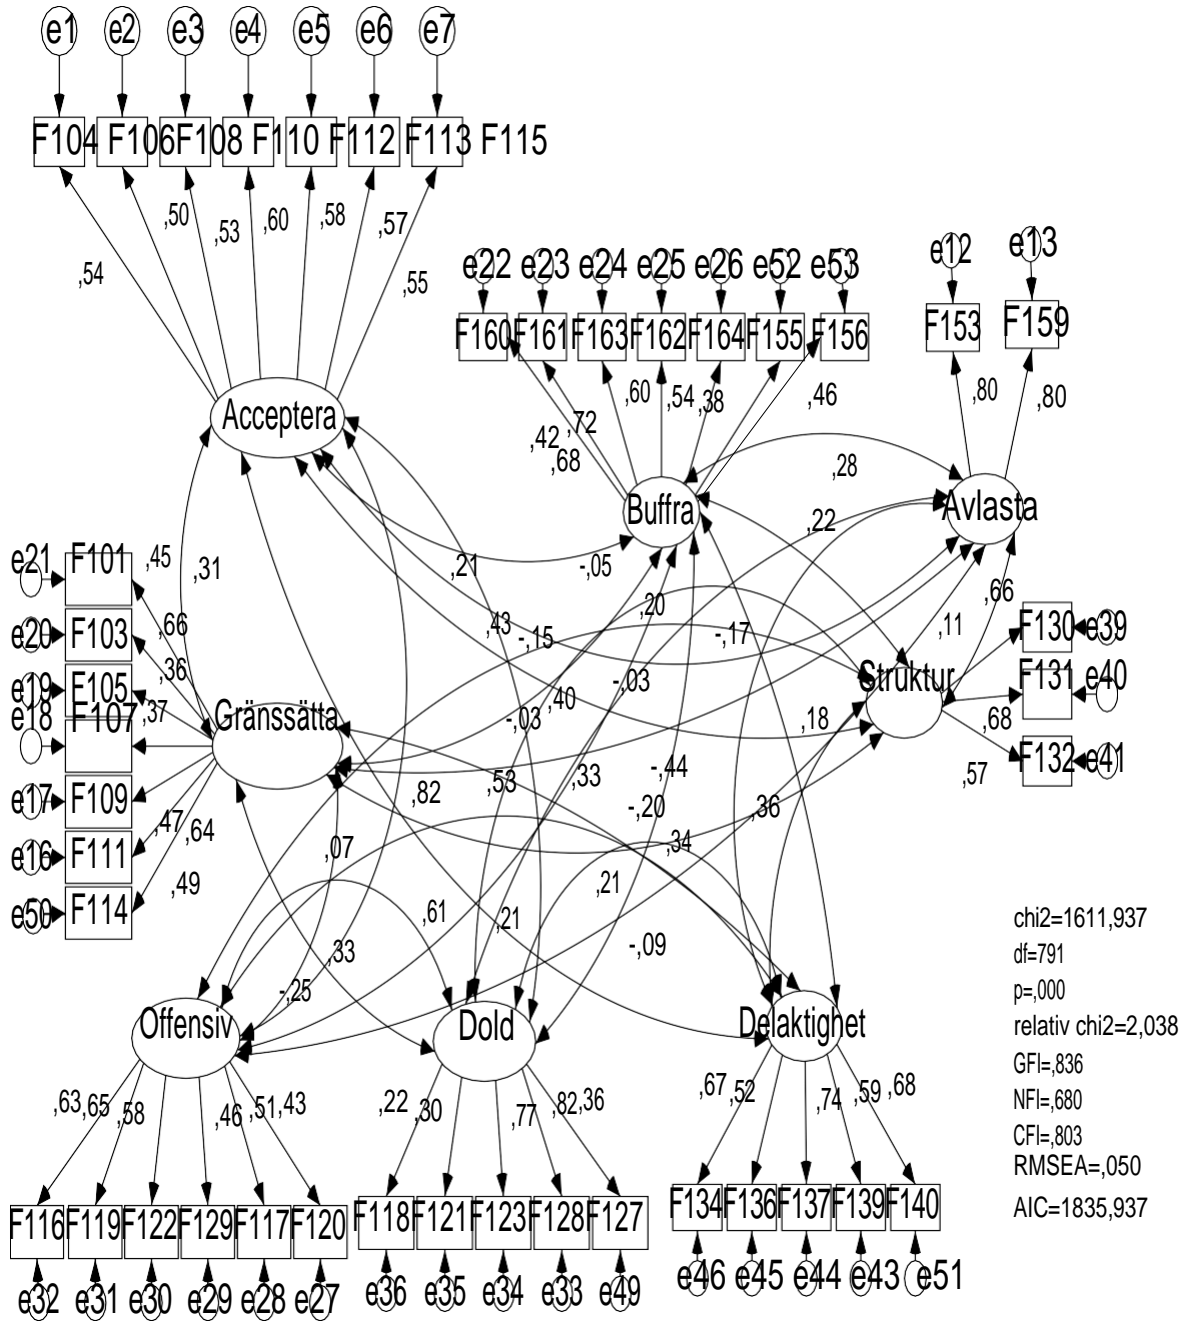 e1 e2 e3 e4 e5 e6 e7
F104 F106 F108 F110 F112 F113 F115
,50 ,53 ,60 ,58 ,57
,54 ,55
e22 e23 e24 e25 e26 e52 e53 e12 e13
F160 F161 F163 F162 F164 F155 F156 F153 F159
Acceptera
,60 ,54 ,38 ,46 ,80 ,80
,42 ,72
,68 ,28
Buffra Avlasta
,22
e21 F101 ,45 ,31 ,21 -,05
,66 ,43 -,15 ,20 -,17 ,11 ,66
e20 F103 F130 e39
,36 -,03 Struktur F131 e40
e19 F105
e18 F107 ,37 Gränssätta -,03 ,40 ,18 ,68
,82 ,53 ,33 -,44 F132 e41
,57
e17 F109 -,20 ,36
,47 ,64 ,07 ,34
e16 F111
,49 ,21
e50 F114 ,61 ,21
,33 -,09
-,25
chi2=1611,937
df=791
p=,000
relativ chi2=2,038
GFI=,836
NFI=,680
CFI=,803
RMSEA=,050
AIC=1835,937
Offensiv Dold Delaktighet
,63 ,65 ,58 ,46 ,51 ,43 ,22 ,30 ,77 ,82 ,36 ,67 ,52 ,74 ,59 ,68
F116 F119 F122 F129 F117 F120 F118 F121 F123 F128 F127 F134 F136 F137 F139 F140
e32 e31 e30 e29 e28 e27 e36 e35 e34 e33 e49 e46 e45 e44 e43 e51